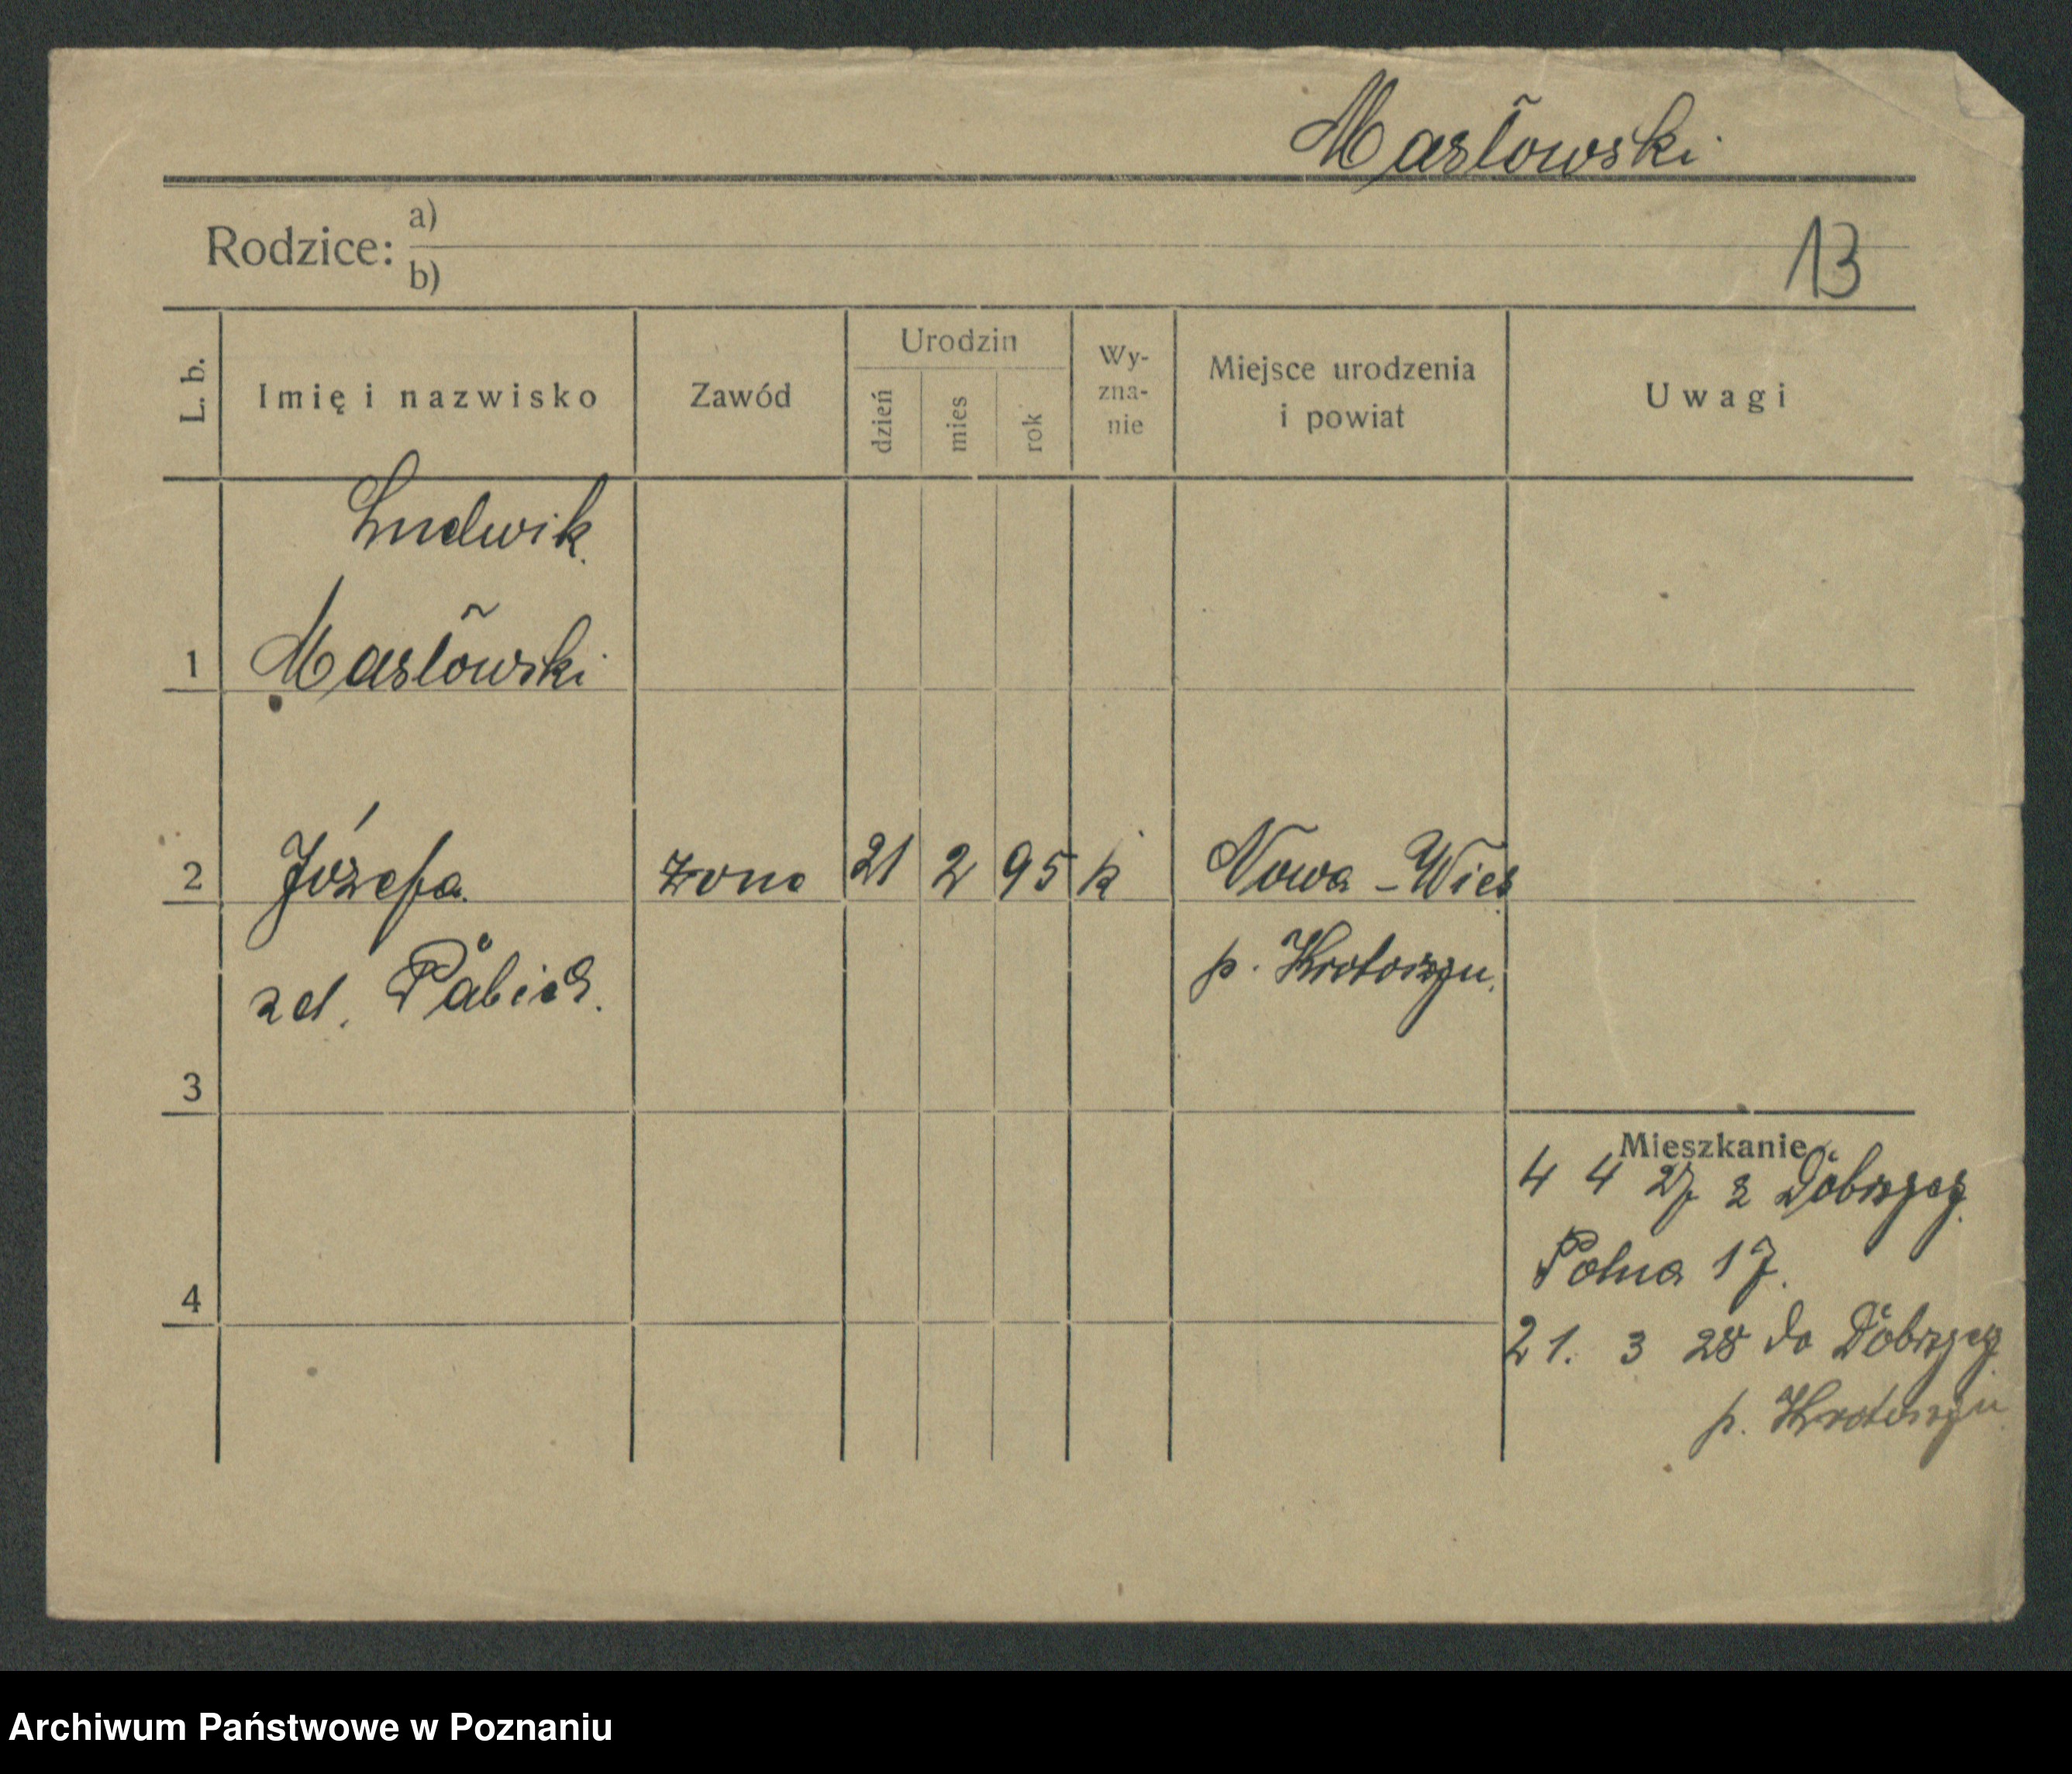 Masłowski
Rodzice: a)
b)
13
L. b.
Imię i nazwisko
Zawód
Urodzin
dzień
mies
rok
Wy-
zna-
nie
Miejsce urodzenia
i powiat
Uwagi
Ludwik
1 Masłowski
2 Józefa żona 21 2 95 k Nowa-Wieś
zd. p. Krotoszyn
3
Mieszkanie
4 4 27 z Dobrzycy
Polna 17.
4
21. 3 28 do Dobrzycy
p. Krotoszyn
Archiwum Państwowe w Poznaniu